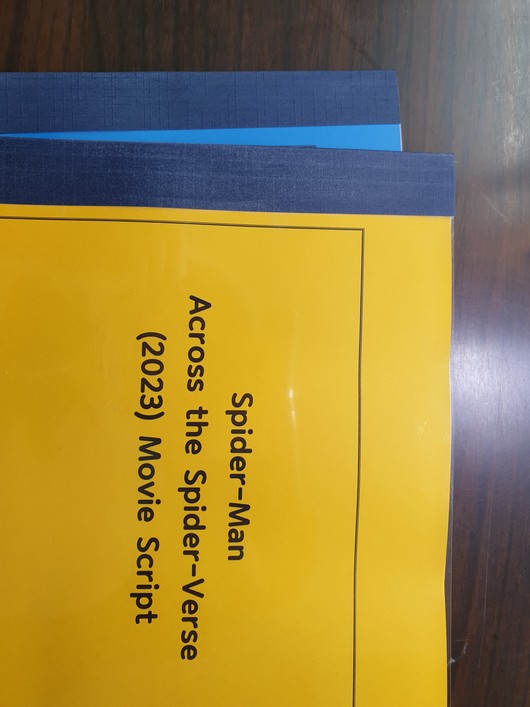 Spider-Man
Across the Spider-Verse
(2023) Movie Script